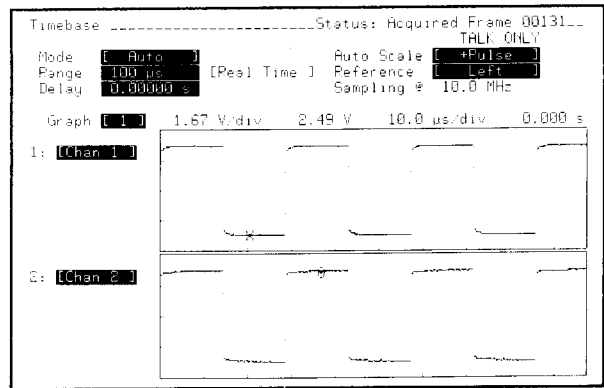 Timebase ____________________Status: Acquired Frame 00131__
TALK ONLY
Mode [ Auto ] Auto Scale [ +Pulse ]
Range 100 µs [Real Time ] Reference [ Left ]
Delay 0.00000 s Sampling @ 10.0 MHz
Graph [ 1 ] 1.67 V/div 2.49 V 10.0 µs/div 0.000 s
1: [Chan 1 ]
2: [Chan 2 ]